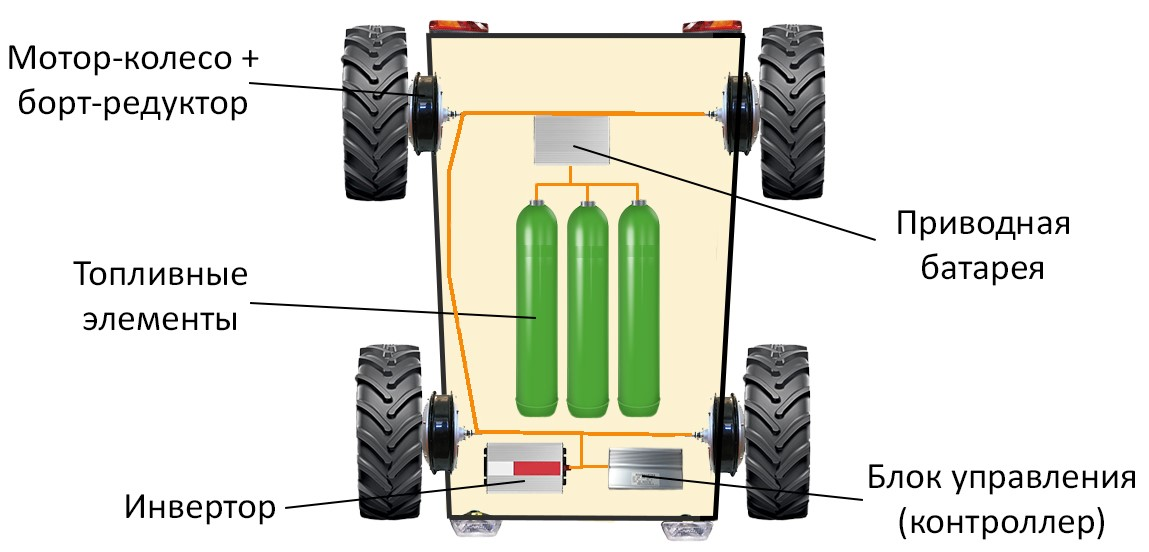 Мотор-колесо +
борт-редуктор
Приводная
батарея
Топливные
элементы
Инвертор
Блок управления
(контроллер)